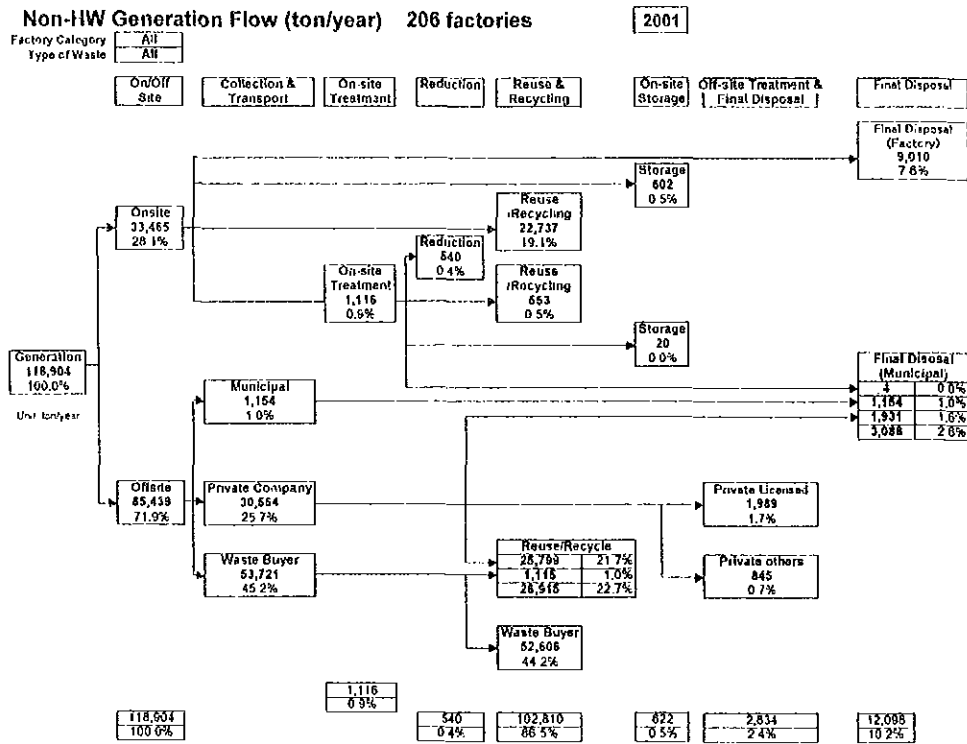 Non-HW Generation Flow (ton/year) 206 factories 2001
Factory Category All
Type of Waste All
On/Off Site
Collection & Transport
On-site Treatment
Reduction
Reuse & Recycling
On-site Storage
Off-site Treatment & Final Disposal
Final Disposal
Final Disposal
(Factory)
9,010
7.6%
Storage
602
0.5%
Onsite
33,465
28.1%
Reuse
/Recycling
22,737
19.1%
Reduction
540
0.4%
On-site
Treatment
1,116
0.9%
Reuse
/Recycling
553
0.5%
Storage
20
0.0%
Generation
118,904
100.0%
Unit: ton/year
Final Disosal
(Municipal)
4 0.0%
1,154 1.0%
1,931 1.6%
3,088 2.6%
Municipal
1,154
1.0%
Offsite
85,439
71.9%
Private Company
30,564
25.7%
Private Licensed
1,989
1.7%
Waste Buyer
53,721
45.2%
Reuse/Recycle
25,799 21.7%
1,115 1.0%
26,915 22.7%
Private others
845
0.7%
Waste Buyer
52,606
44.2%
1,116
0.9%
118,904 540 102,810 622 2,834 12,098
100.0% 0.4% 86.5% 0.5% 2.4% 10.2%